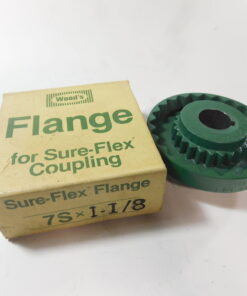 Wood's
Flange
for Sure-Flex
Coupling
Sure-Flex Flange
7S x 1-1/8